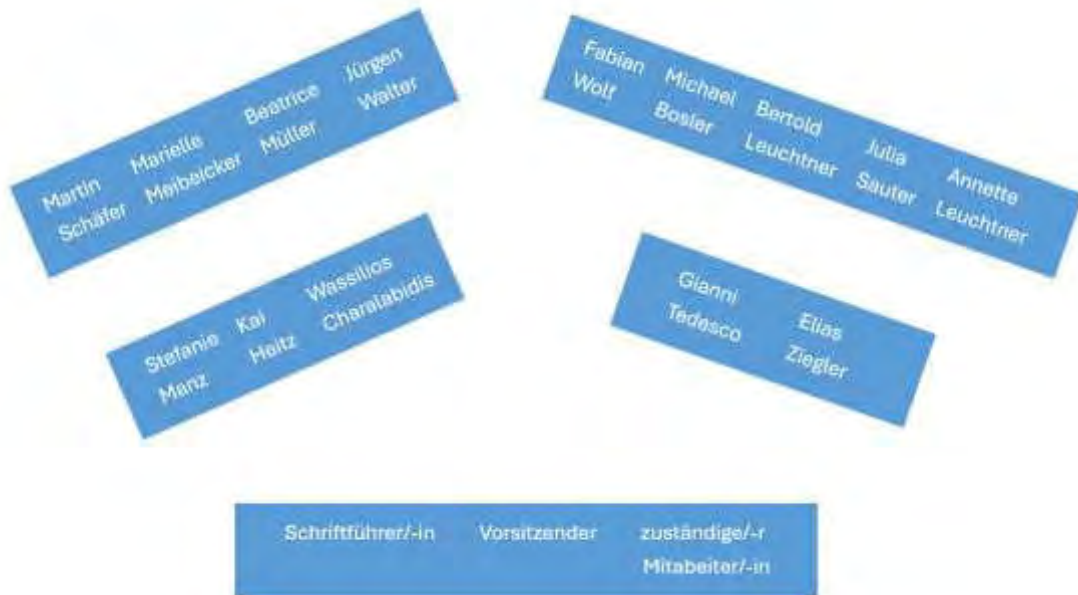 Martin Schäfer
Marielle Meibeicker
Beatrice Müller
Jürgen Walter
Fabian Wolf
Michael Bosler
Bertold Leuchtner
Julia Sauter
Annette Leuchtner
Stefanie Manz
Kai Heitz
Wassilios Charalabidis
Gianni Tedesco
Elias Ziegler
Schriftführer/-in Vorsitzender zuständige/-r
Mitabeiter/-in